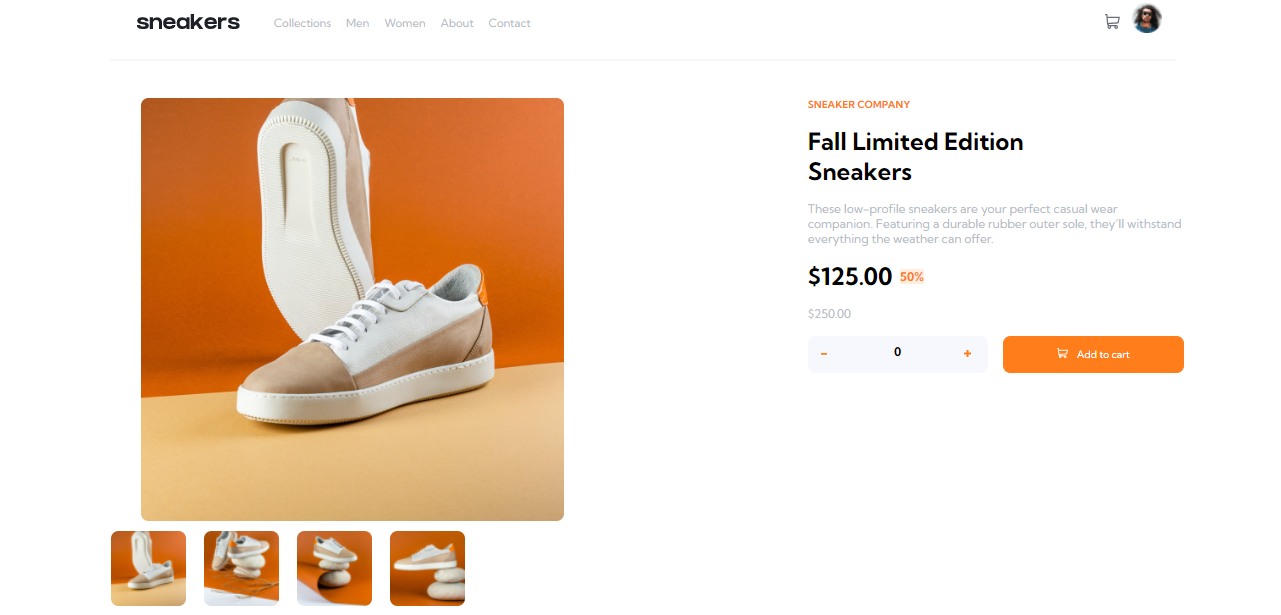 sneakers
Collections Men Women About Contact
SNEAKER COMPANY
Fall Limited Edition
Sneakers
These low-profile sneakers are your perfect casual wear
companion. Featuring a durable rubber outer sole, they'll withstand
everything the weather can offer.
$125.00 50%
$250.00
- 0 + Add to cart